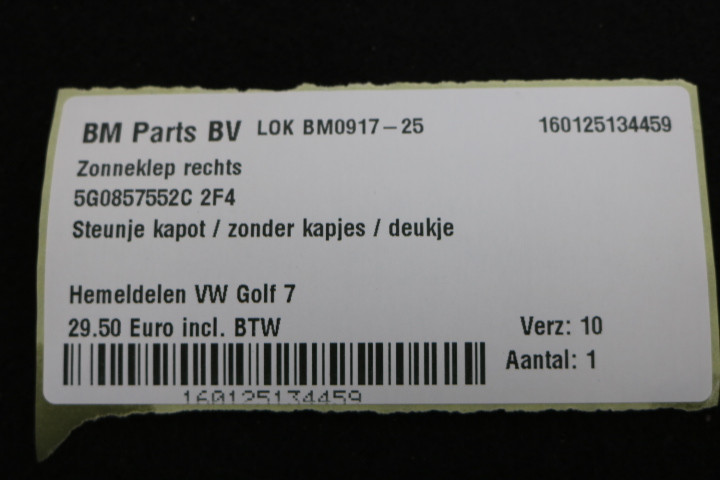 BM Parts BV LOK BM0917-25 160125134459
Zonneklep rechts
5G0857552C 2F4
Steunje kapot / zonder kapjes / deukje
Hemeldelen VW Golf 7
29.50 Euro incl. BTW Verz: 10
Aantal: 1
160125134459